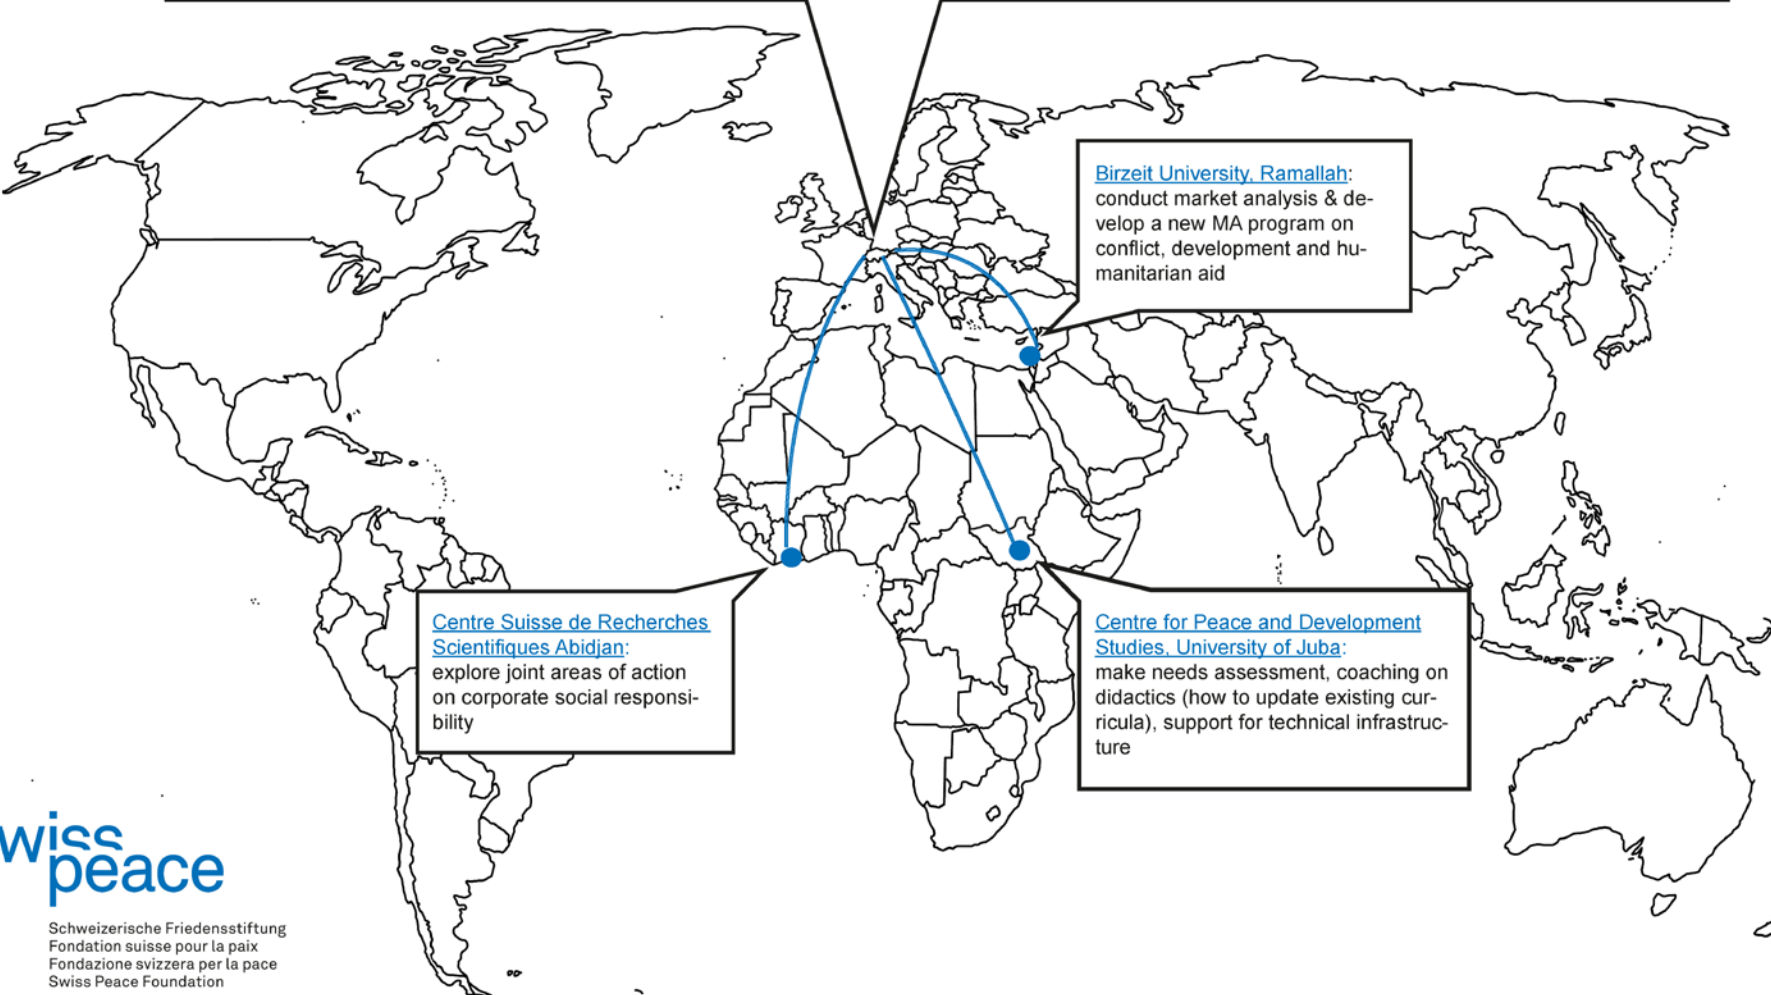 Birzeit University, Ramallah:
conduct market analysis & de-
velop a new MA program on
conflict, development and hu-
manitarian aid
Centre Suisse de Recherches
Scientifiques Abidjan:
explore joint areas of action
on corporate social responsi-
bility
Centre for Peace and Development
Studies, University of Juba:
make needs assessment, coaching on
didactics (how to update existing cur-
ricula), support for technical infrastruc-
ture
wiss
peace
Schweizerische Friedensstiftung
Fondation suisse pour la paix
Fondazione svizzera per la pace
Swiss Peace Foundation